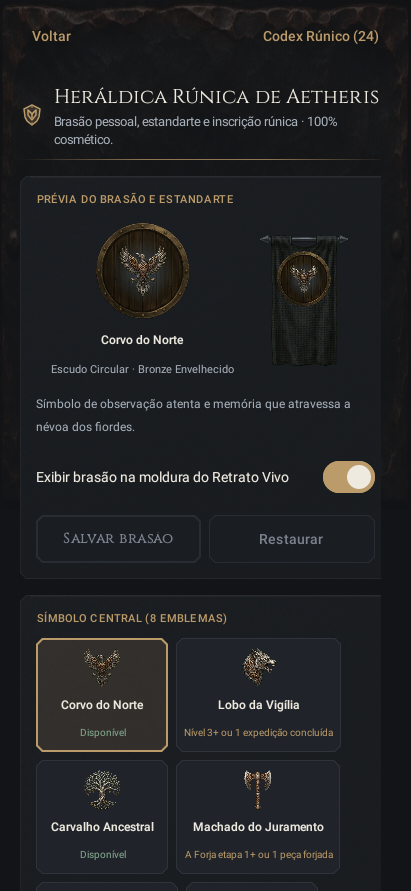 Voltar
Codex Rúnico (24)
Heráldica Rúnica de Aetheris
Brasão pessoal, estandarte e inscrição rúnica · 100%
cosmético.
PRÉVIA DO BRASÃO E ESTANDARTE
Corvo do Norte
Escudo Circular · Bronze Envelhecido
Símbolo de observação atenta e memória que atravessa a
névoa dos fiordes.
Exibir brasão na moldura do Retrato Vivo
Salvar brasão
Restaurar
SÍMBOLO CENTRAL (8 EMBLEMAS)
Corvo do Norte
Disponível
Lobo da Vigília
Nível 3+ ou 1 expedição concluída
Carvalho Ancestral
Disponível
Machado do Juramento
A Forja etapa 1+ ou 1 peça forjada